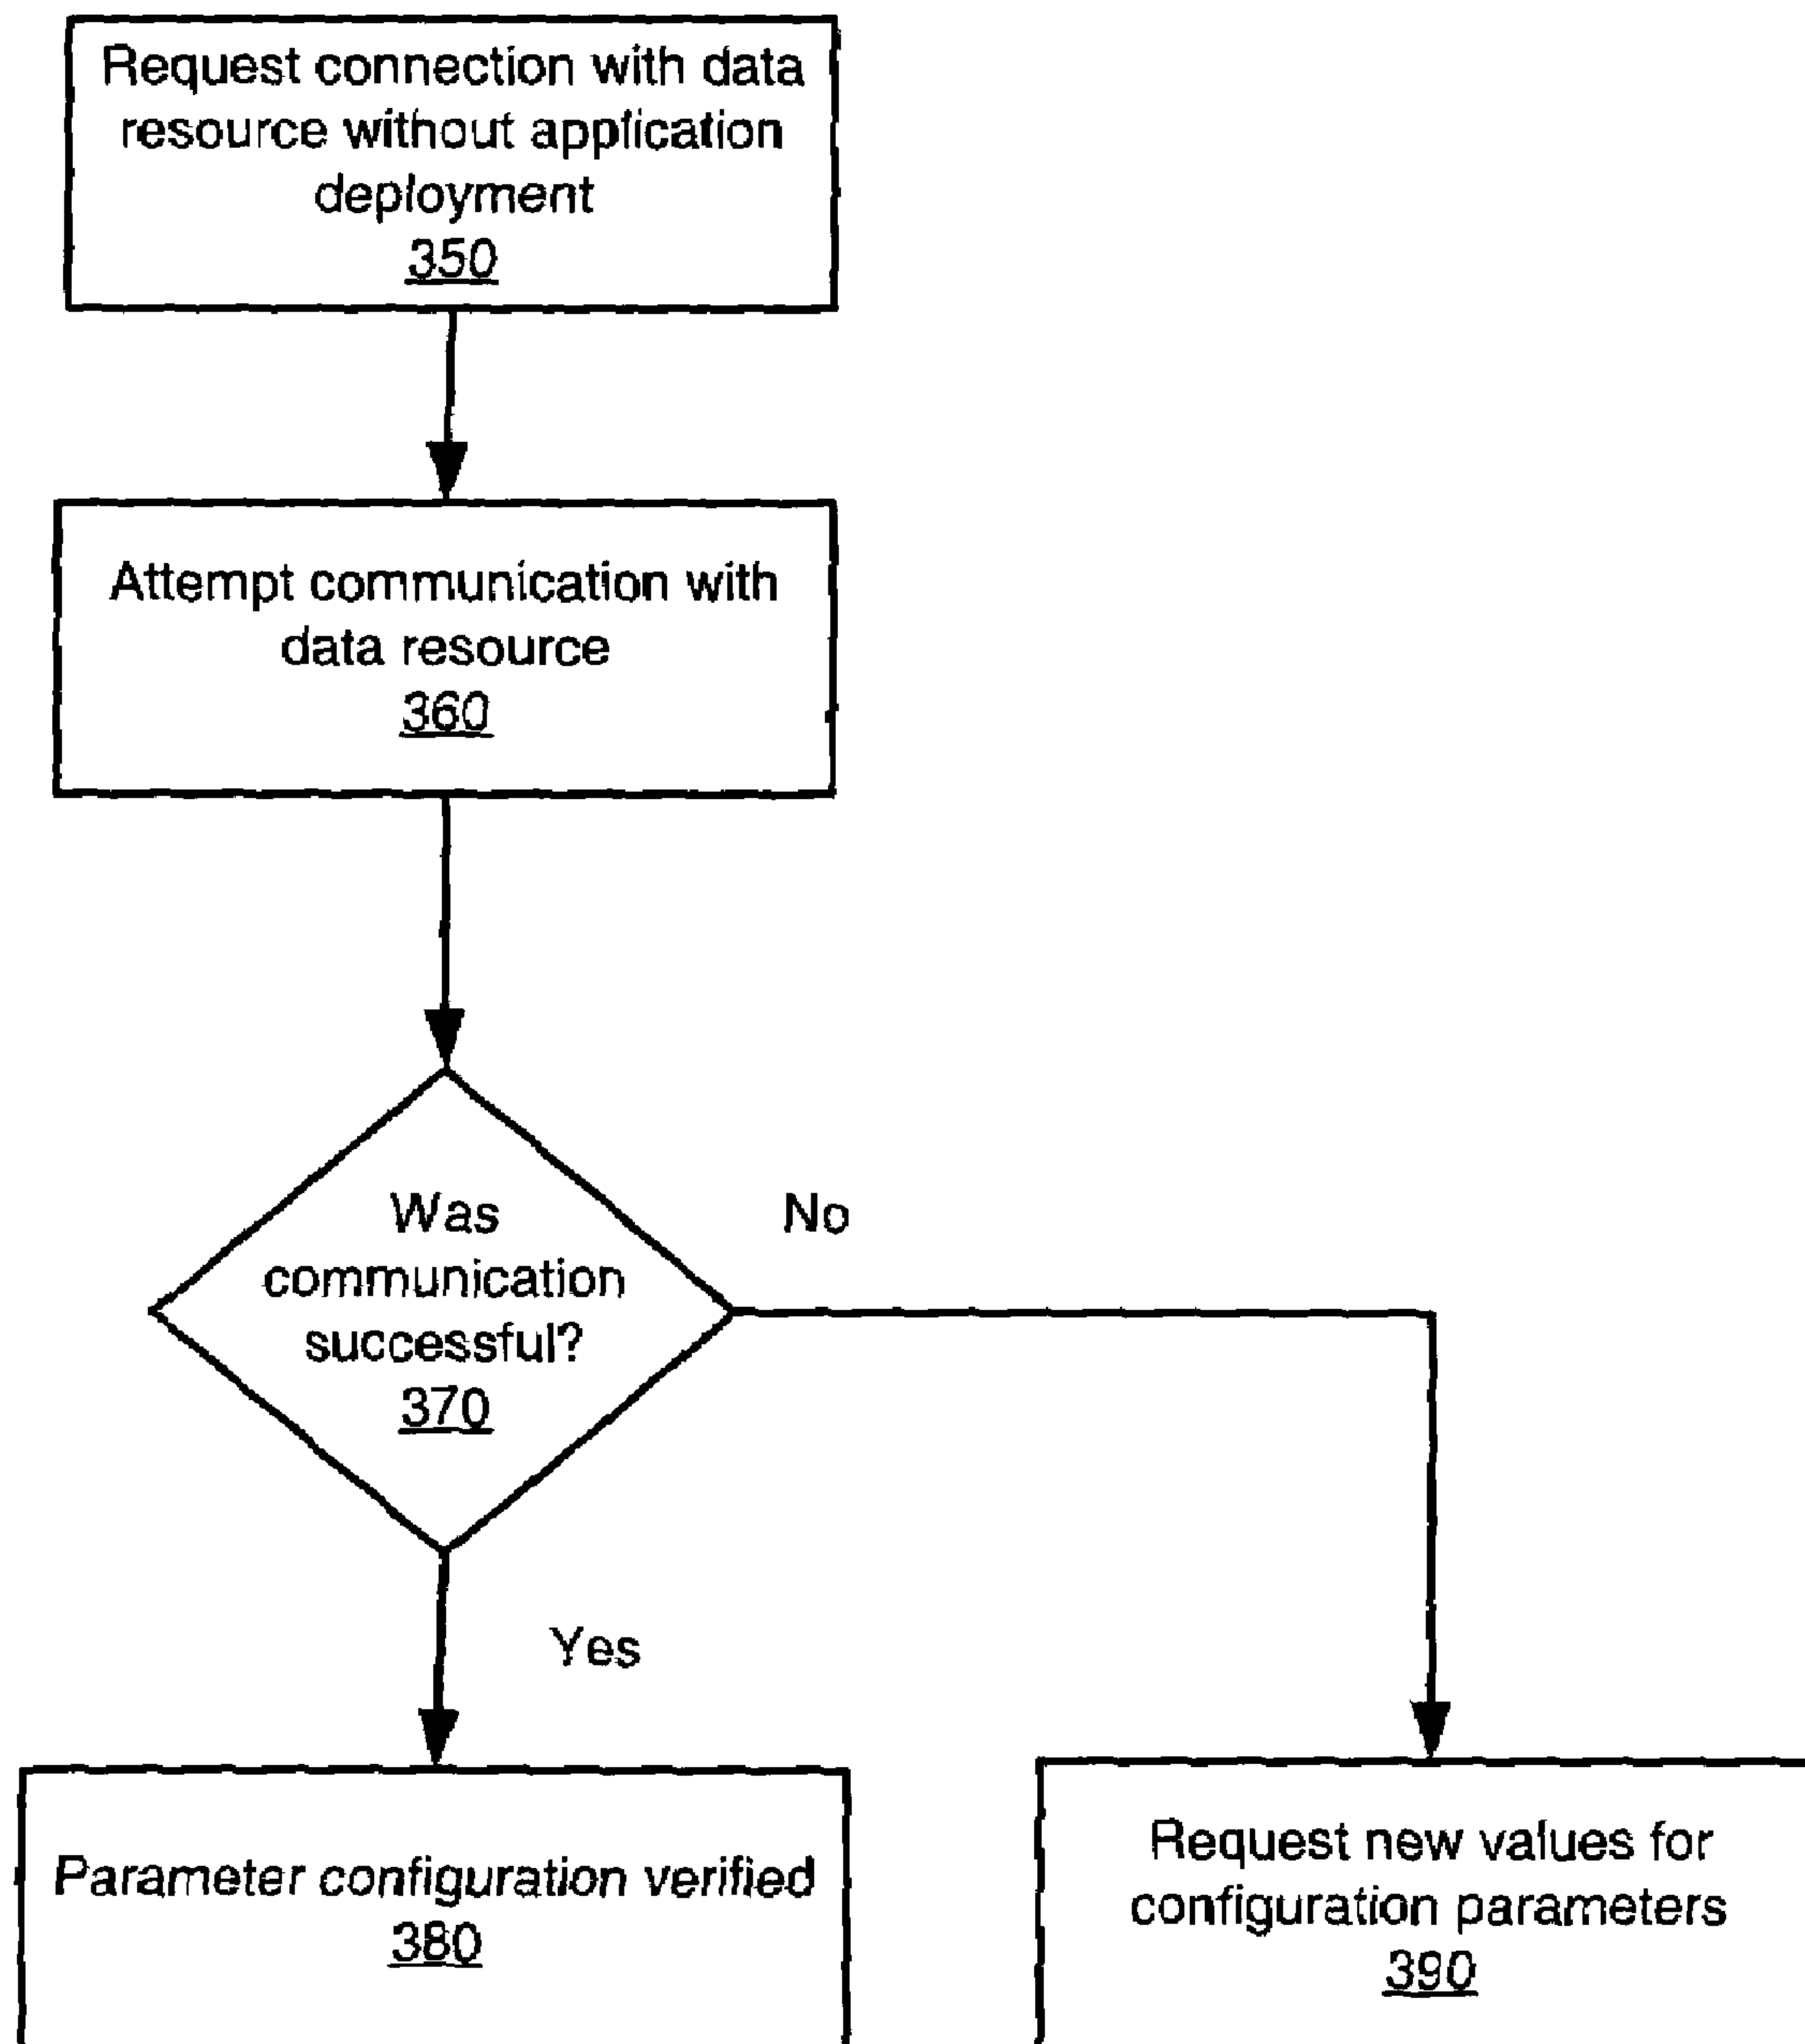 Request connection with data
resource without application
deployment
350
Attempt communication with
data resource
360
Was
communication
successful?
370
No
Yes
Parameter configuration verified
380
Request new values for
configuration parameters
390